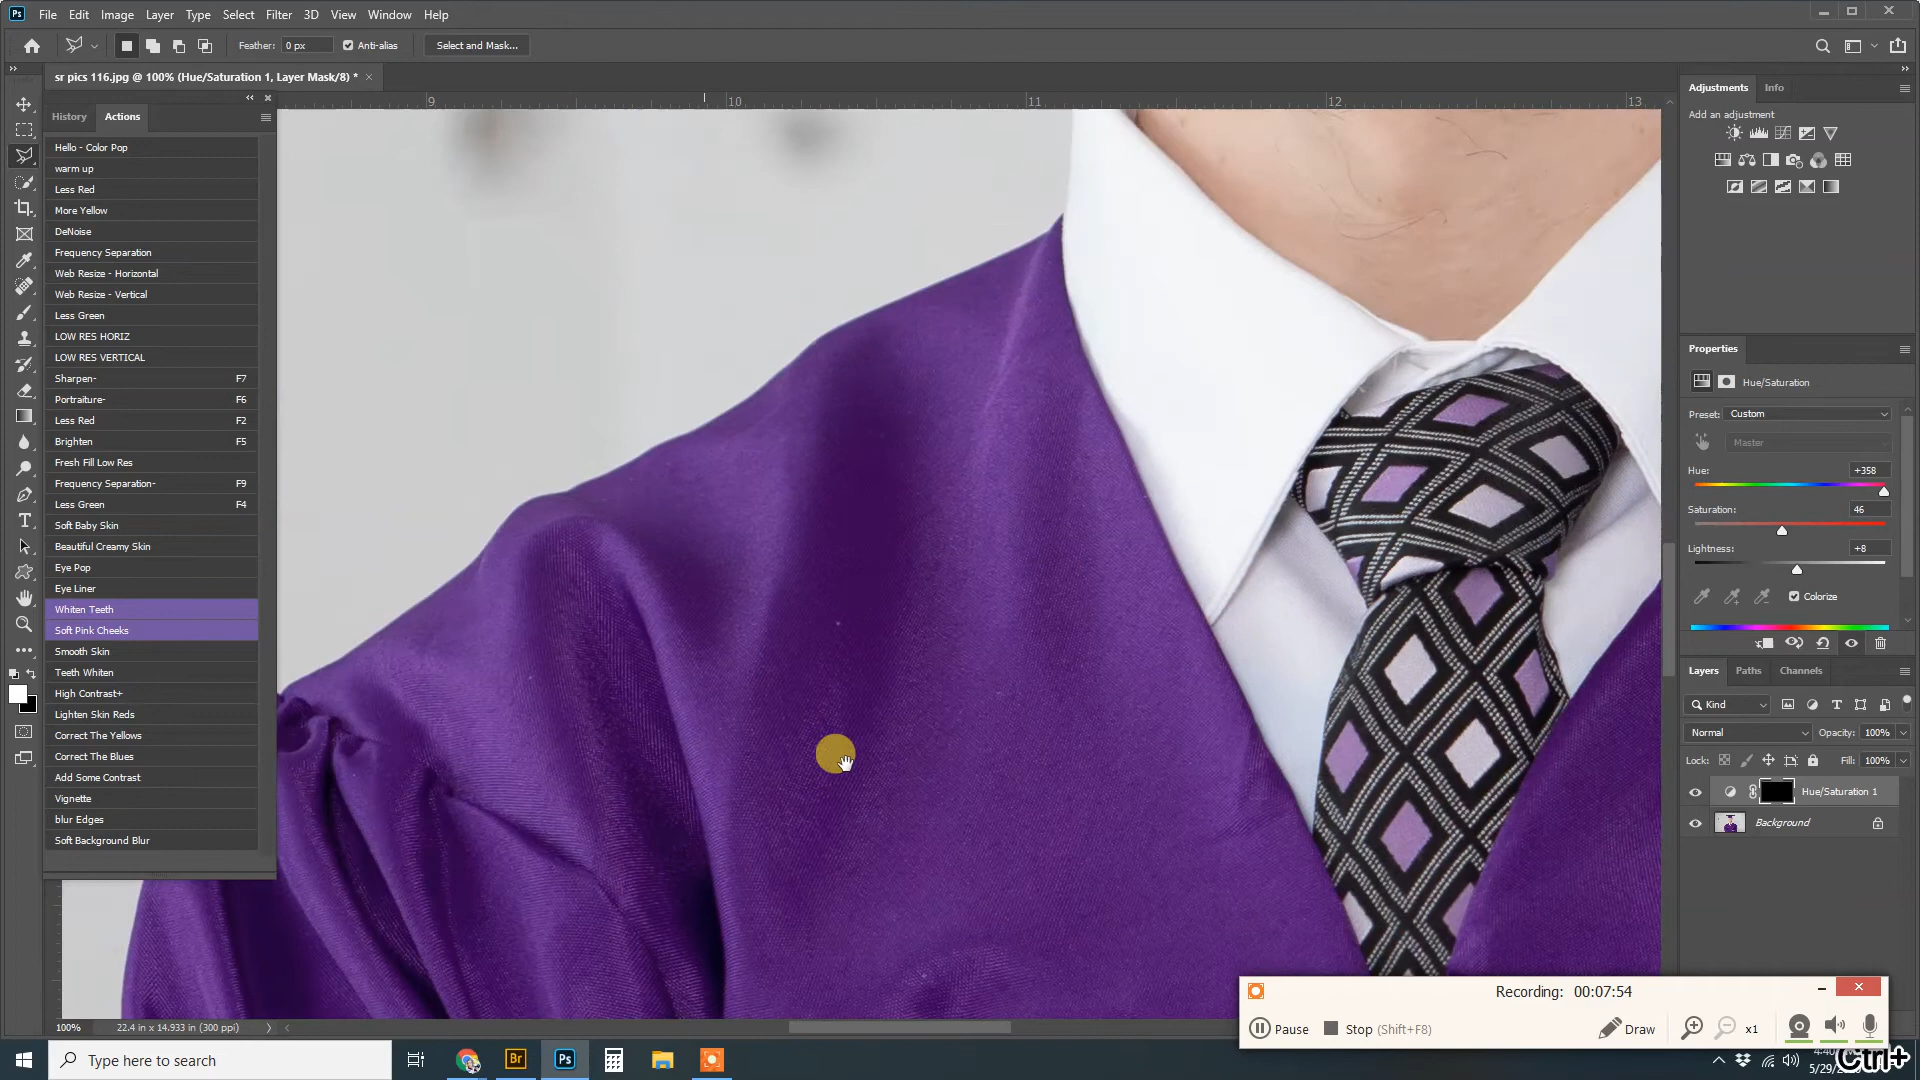 Ps File Edit Image Layer Type Select Filter 3D View Window Help
Feather: 0 px Anti-alias Select and Mask...
sr pics 116.jpg @ 100% (Hue/Saturation 1, Layer Mask/8) *
History Actions
9 10 11 12 13
Hello - Color Pop
warm up
Less Red
More Yellow
DeNoise
Frequency Separation
Web Resize - Horizontal
Web Resize - Vertical
Less Green
LOW RES HORIZ
LOW RES VERTICAL
Sharpen- F7
Portraiture- F6
Less Red F2
Brighten F5
Fresh Fill Low Res
Frequency Separation- F9
Less Green F4
Soft Baby Skin
Beautiful Creamy Skin
Eye Pop
Eye Liner
Whiten Teeth
Soft Pink Cheeks
Smooth Skin
Teeth Whiten
High Contrast+
Lighten Skin Reds
Correct The Yellows
Correct The Blues
Add Some Contrast
Vignette
blur Edges
Soft Background Blur
Adjustments Info
Add an adjustment
Properties
Hue/Saturation
Preset: Custom
Master
Hue: +358
Saturation: 46
Lightness: +8
Colorize
Layers Paths Channels
Kind
Normal Opacity: 100%
Lock: Fill: 100%
Hue/Saturation 1
Background
100% 22.4 in x 14.933 in (300 ppi)
Recording: 00:07:54
Pause Stop (Shift+F8) Draw x1
Type here to search
Br Ps
Ctrl+